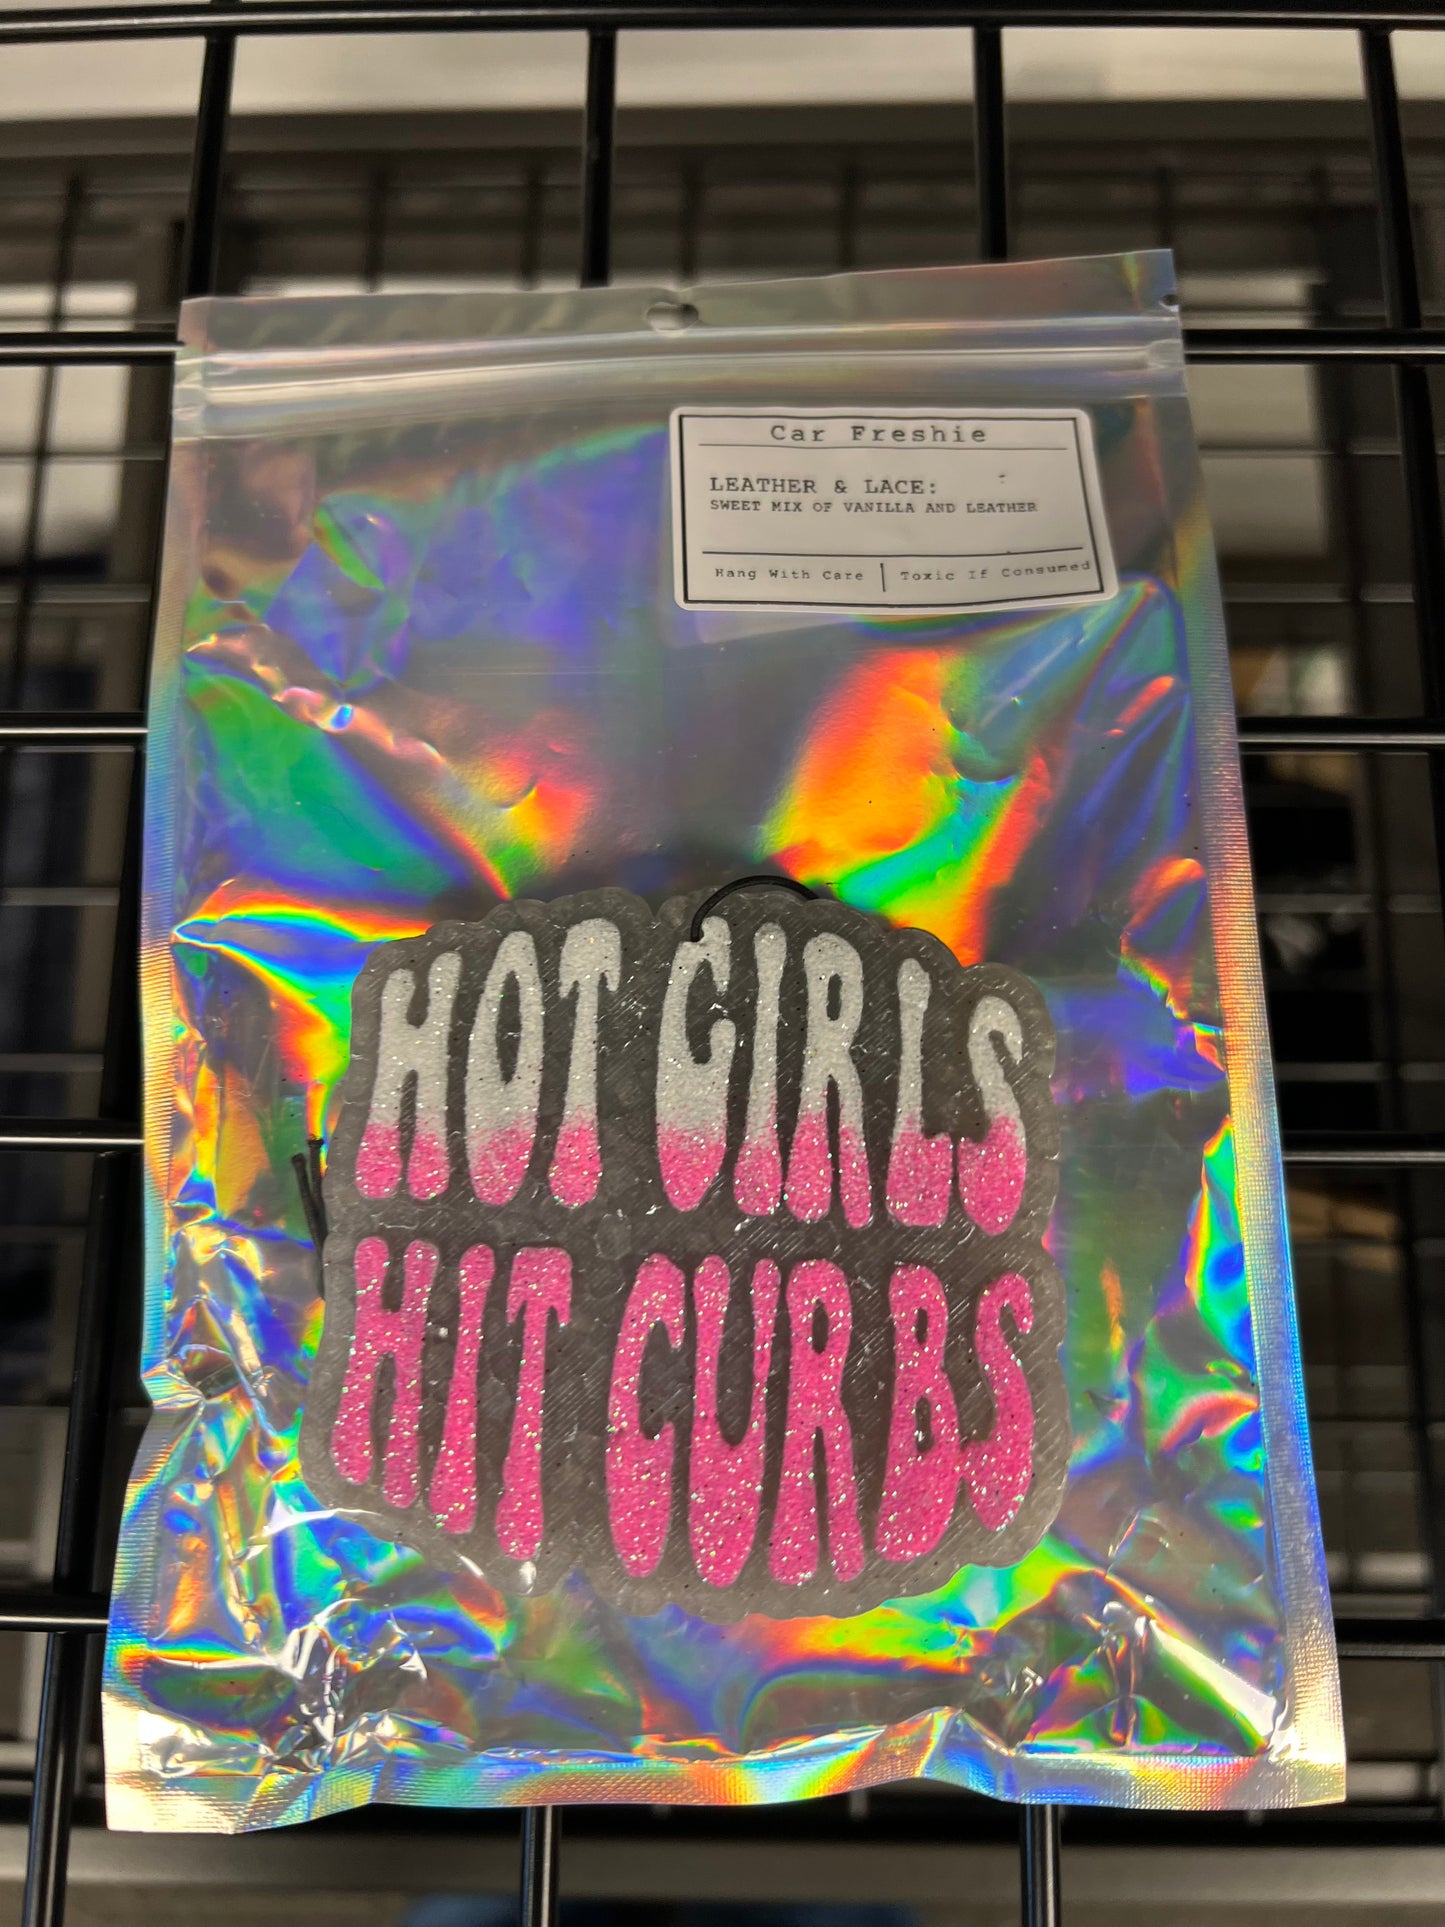 Car Freshie
LEATHER & LACE:
SWEET MIX OF VANILLA AND LEATHER
Hang With Care | Toxic If Consumed
HOT GIRLS
HIT CURBS